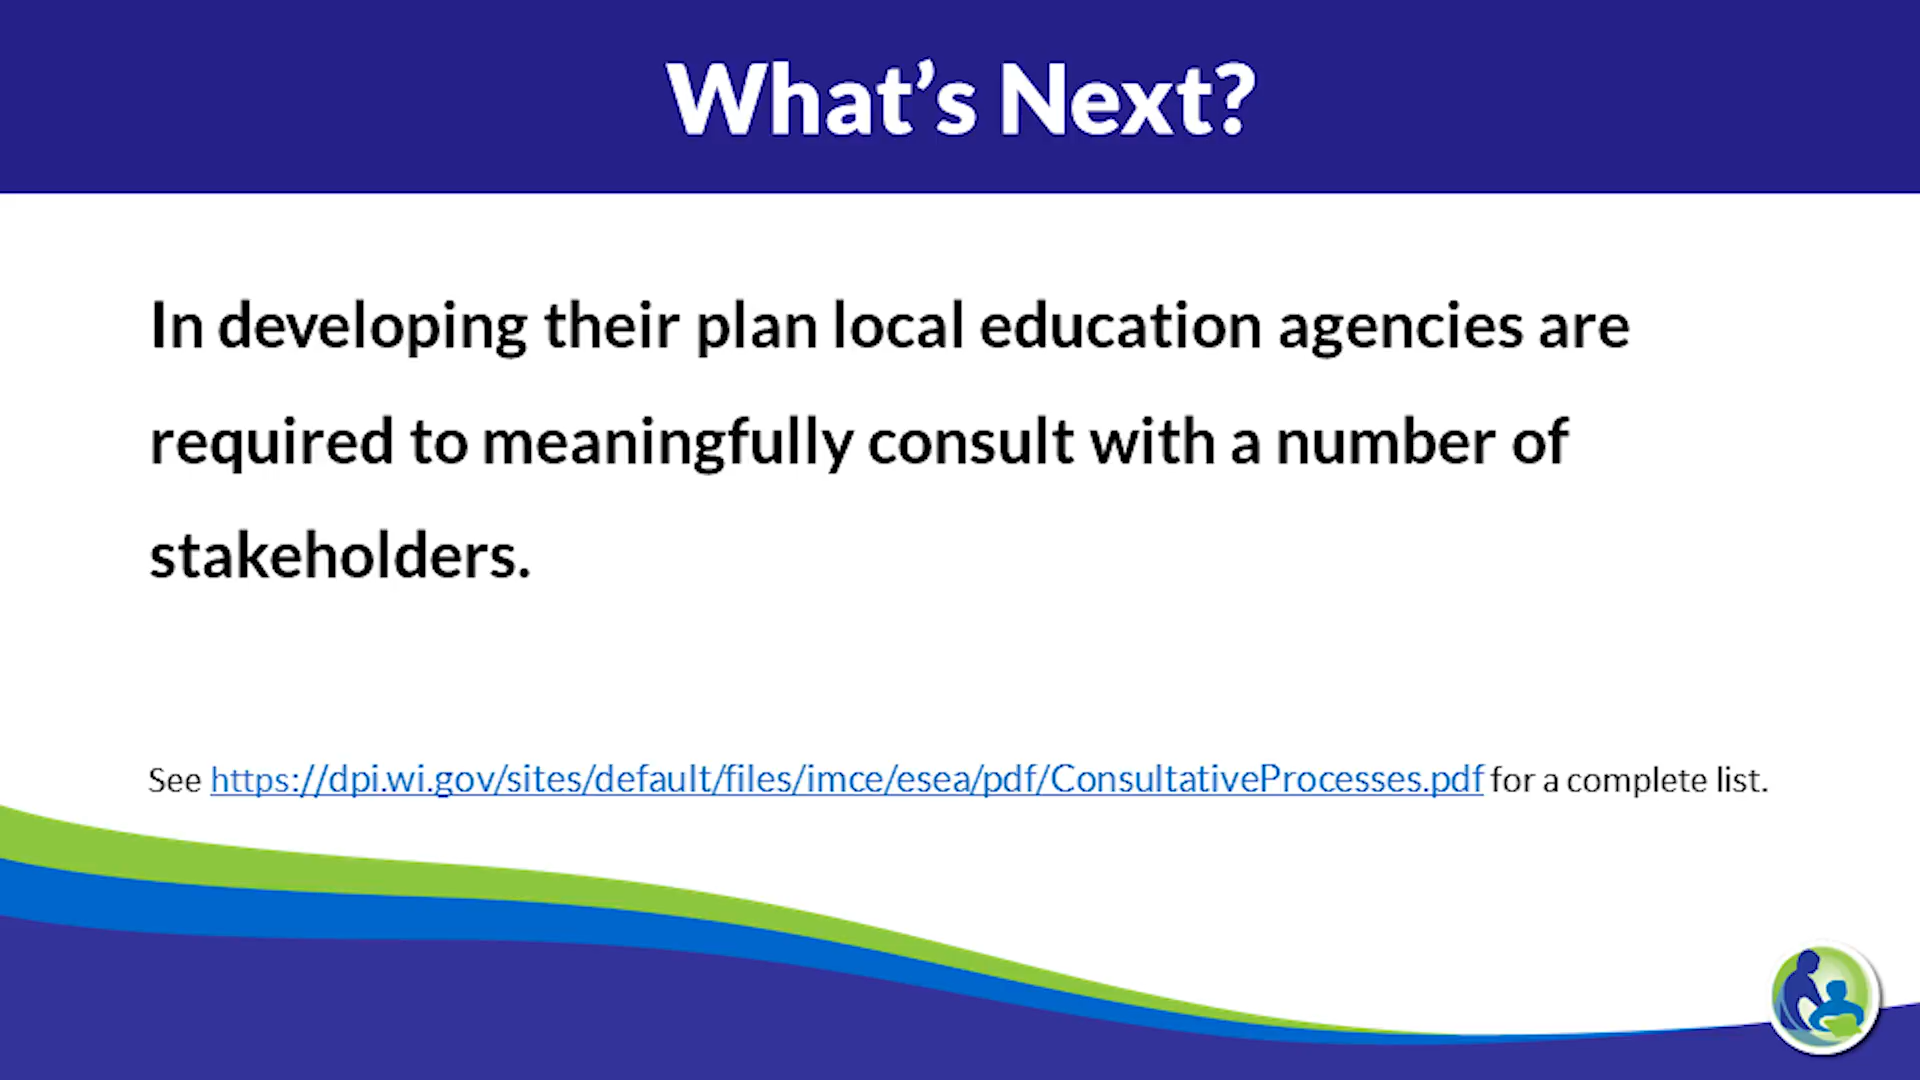 What’s Next?
In developing their plan local education agencies are
required to meaningfully consult with a number of
stakeholders.
See https://dpi.wi.gov/sites/default/files/imce/esea/pdf/ConsultativeProcesses.pdf for a complete list.